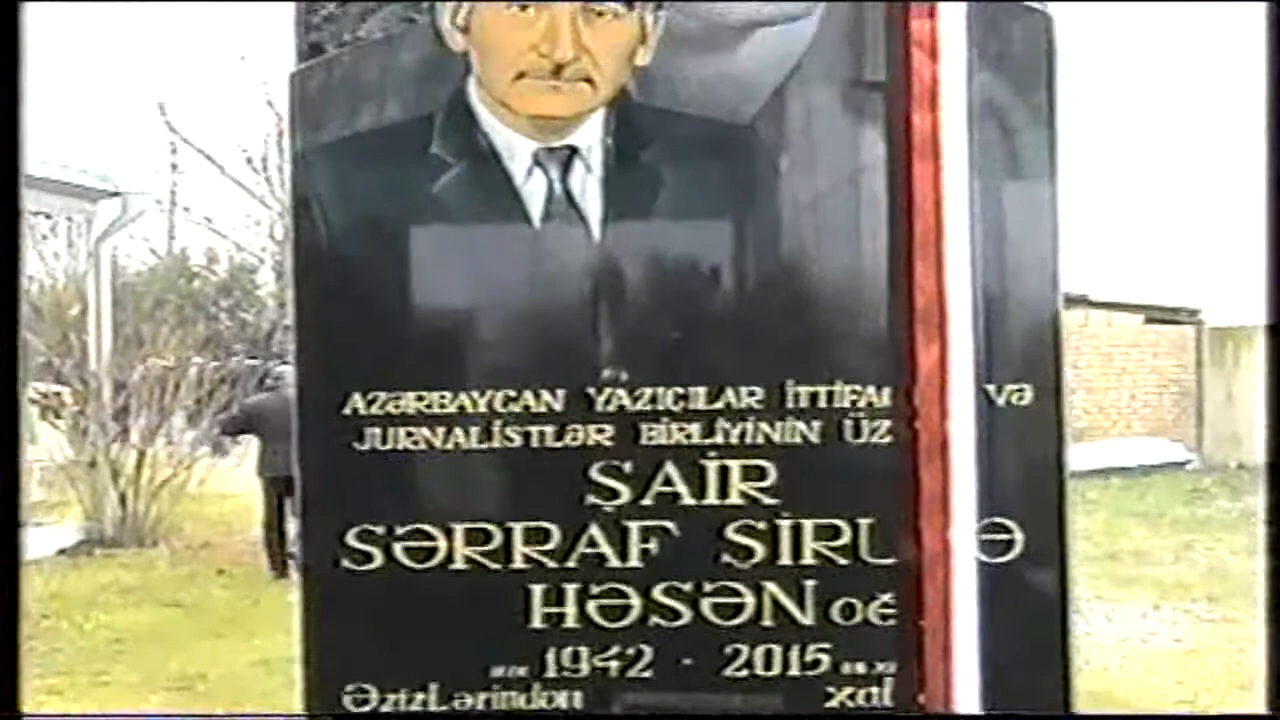 AZƏRBAYCAN YAZIÇILAR İTTİFA VƏ
JURNALİSTLƏR BİRLİYİNİN ÜZ
ŞAİR
SƏRRAF ŞİRU Ə
HƏSƏN
1942 - 2015
ƏzizLərindən xal